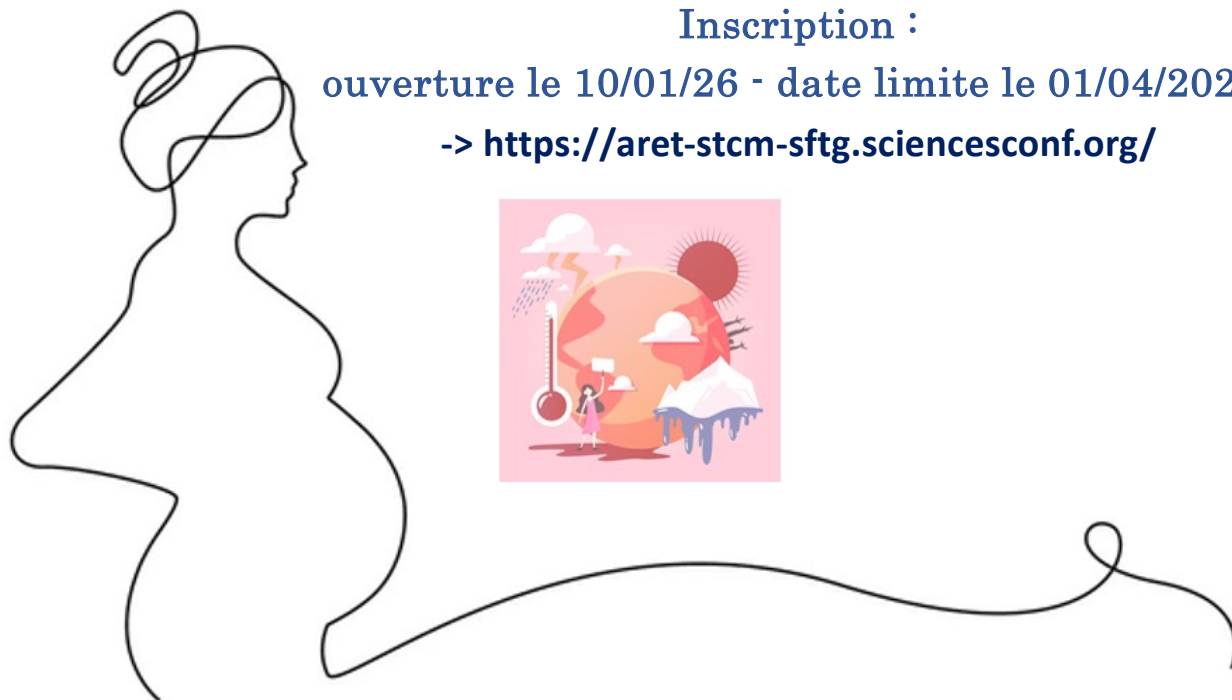 Inscription :
ouverture le 10/01/26 - date limite le 01/04/202
-> https://aret-stcm-sftg.sciencesconf.org/